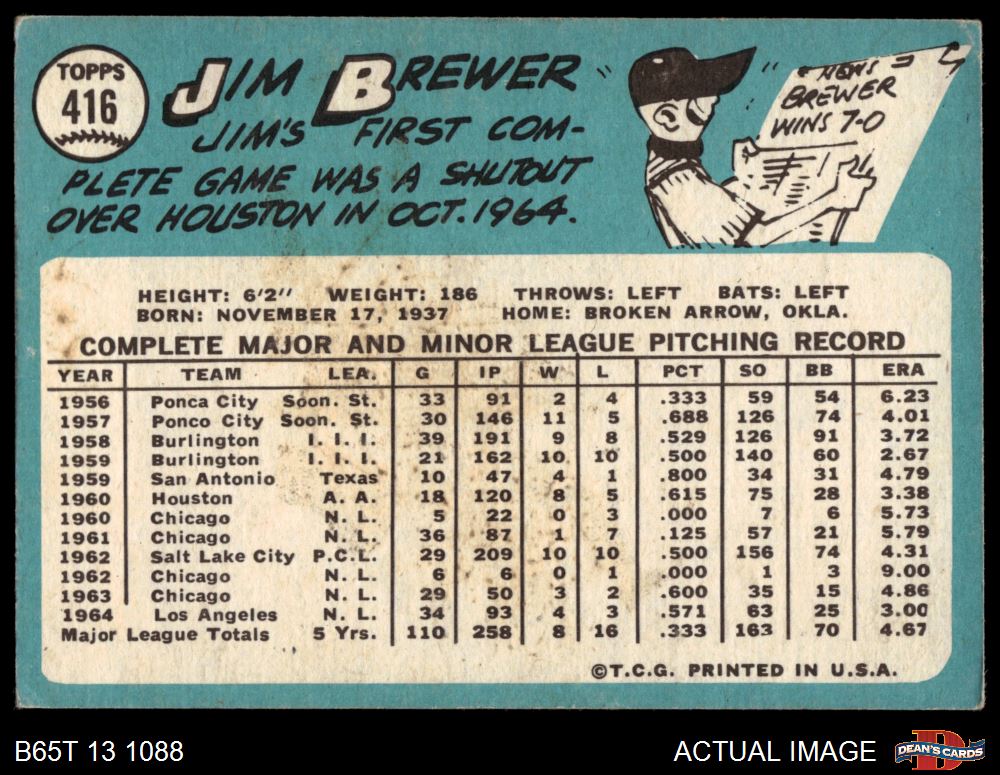 TOPPS
416
JIM BREWER
JIM'S FIRST COM-
PLETE GAME WAS A SHUTOUT
OVER HOUSTON IN OCT. 1964.
NEWS
BREWER
WINS 7-0
HEIGHT: 6'2" WEIGHT: 186 THROWS: LEFT BATS: LEFT
BORN: NOVEMBER 17, 1937 HOME: BROKEN ARROW, OKLA.
COMPLETE MAJOR AND MINOR LEAGUE PITCHING RECORD
YEAR TEAM LEA. G IP W L PCT SO BB ERA
1956 Ponca City Soon. St. 33 91 2 4 .333 59 54 6.23
1957 Ponco City Soon. St. 30 146 11 5 .688 126 74 4.01
1958 Burlington I. I. I. 39 191 9 8 .529 126 91 3.72
1959 Burlington I. I. I. 21 162 10 10 .500 140 60 2.67
1959 San Antonio Texas 10 47 4 1 .800 34 31 4.79
1960 Houston A. A. 18 120 8 5 .615 75 28 3.38
1960 Chicago N. L. 5 22 0 3 .000 7 6 5.73
1961 Chicago N. L. 36 87 1 7 .125 57 21 5.79
1962 Salt Lake City P.C.L. 29 209 10 10 .500 156 74 4.31
1962 Chicago N. L. 6 6 0 1 .000 1 3 9.00
1963 Chicago N. L. 29 50 3 2 .600 35 15 4.86
1964 Los Angeles N. L. 34 93 4 3 .571 63 25 3.00
Major League Totals 5 Yrs. 110 258 8 16 .333 163 70 4.67
©T.C.G. PRINTED IN U.S.A.
B65T 13 1088
ACTUAL IMAGE
DEAN'S CARDS